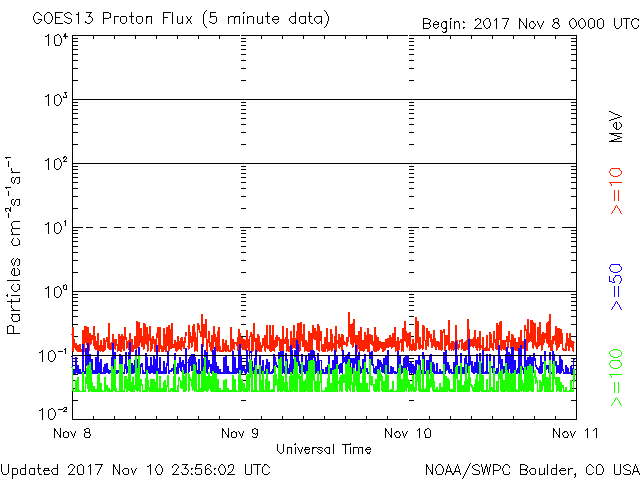 GOES13 Proton Flux (5 minute data)
Begin: 2017 Nov 8 0000 UTC
Particles cm⁻²s⁻¹sr⁻¹
10⁴
10³
10²
10¹
10⁰
10⁻¹
10⁻²
Nov 8
Nov 9
Nov 10
Nov 11
Universal Time
MeV
>=10
>=50
>=100
Updated 2017 Nov 10 23:56:02 UTC
NOAA/SWPC Boulder, CO USA